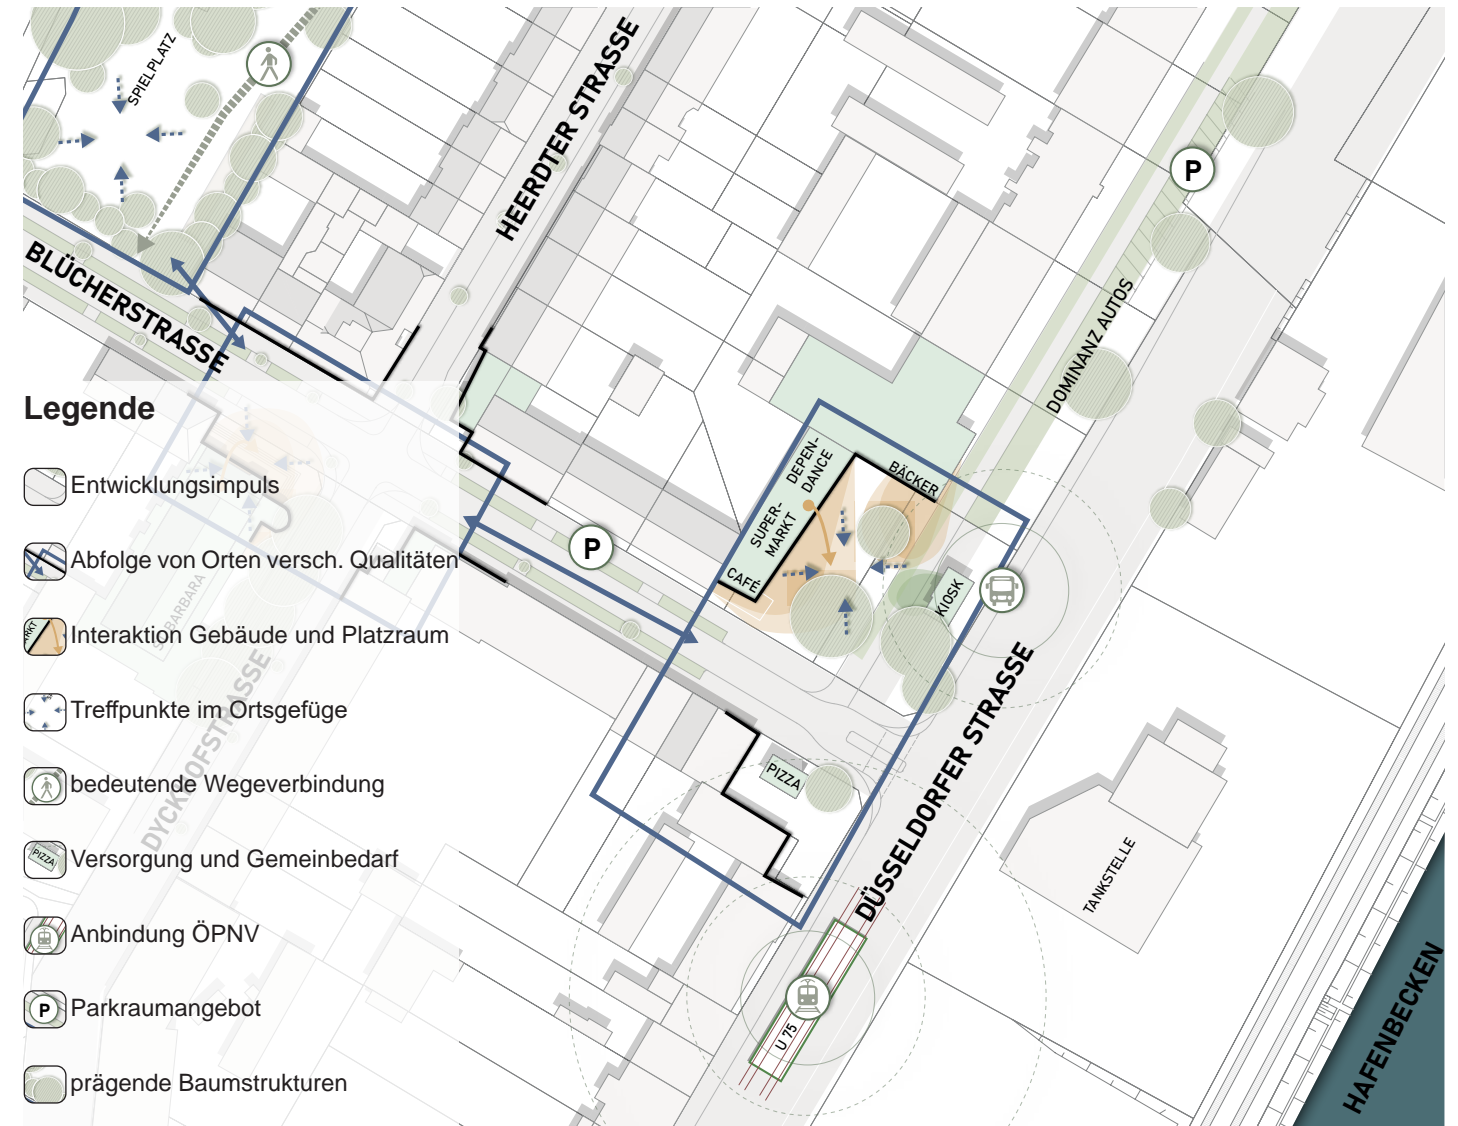 SPIELPLATZ
HEERDTER STRASSE
P
BLÜCHERSTRASSE
DOMINANZ AUTOS
Legende
Entwicklungsimpuls
Abfolge von Orten versch. Qualitäten
Interaktion Gebäude und Platzraum
Treffpunkte im Ortsgefüge
bedeutende Wegeverbindung
PIZZA
Versorgung und Gemeinbedarf
Anbindung ÖPNV
P
Parkraumangebot
prägende Baumstrukturen
DYCKHOFSTRASSE
P
DEPEN-
DANCE
BÄCKER
SUPER-
MARKT
CAFÉ
KIOSK
PIZZA
DÜSSELDORFER STRASSE
TANKSTELLE
U 75
HAFENBECKEN